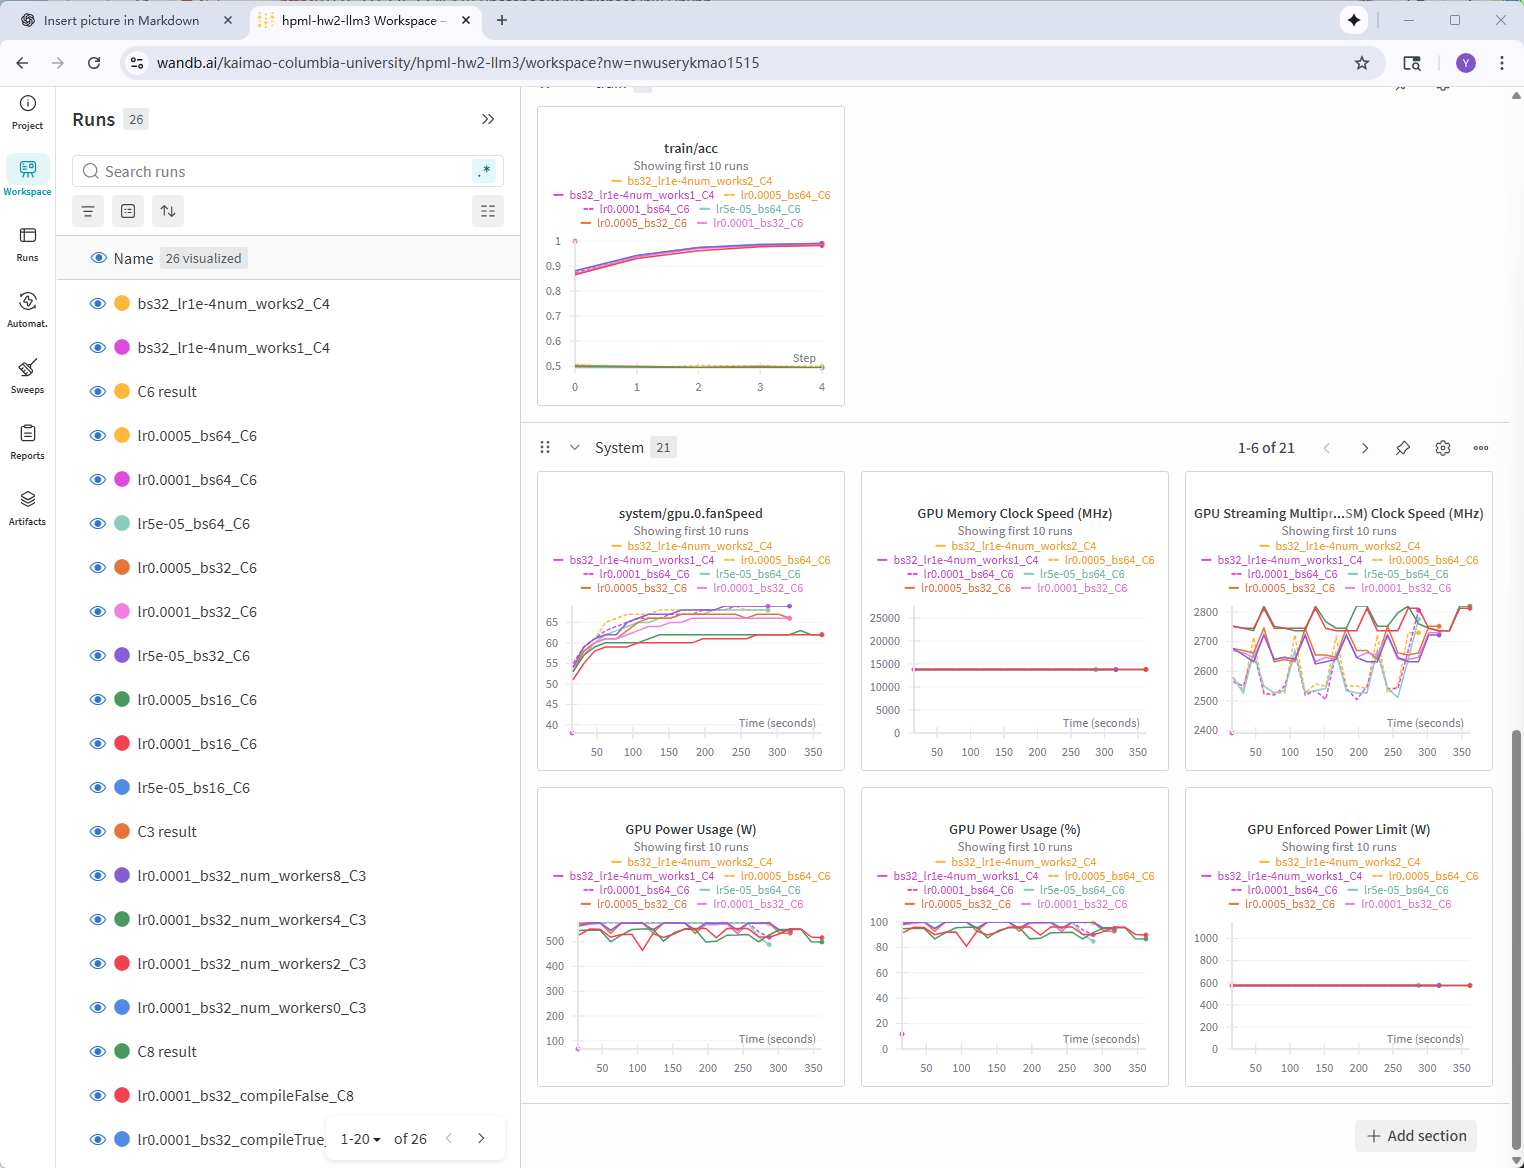 Insert picture in Markdown
hpml-hw2-llm3 Workspace –
wandb.ai/kaimao-columbia-university/hpml-hw2-llm3/workspace?nw=nwuserykmao1515
Y
Project
Workspace
Runs
Automat.
Sweeps
Reports
Artifacts
Runs 26
Search runs
.*
Name 26 visualized
bs32_lr1e-4num_works2_C4
bs32_lr1e-4num_works1_C4
C6 result
lr0.0005_bs64_C6
lr0.0001_bs64_C6
lr5e-05_bs64_C6
lr0.0005_bs32_C6
lr0.0001_bs32_C6
lr5e-05_bs32_C6
lr0.0005_bs16_C6
lr0.0001_bs16_C6
lr5e-05_bs16_C6
C3 result
lr0.0001_bs32_num_workers8_C3
lr0.0001_bs32_num_workers4_C3
lr0.0001_bs32_num_workers2_C3
lr0.0001_bs32_num_workers0_C3
C8 result
lr0.0001_bs32_compileFalse_C8
lr0.0001_bs32_compileTrue_
1-20 of 26
train/acc
Showing first 10 runs
bs32_lr1e-4num_works2_C4
bs32_lr1e-4num_works1_C4 lr0.0005_bs64_C6
lr0.0001_bs64_C6 lr5e-05_bs64_C6
lr0.0005_bs32_C6 lr0.0001_bs32_C6
1
0.9
0.8
0.7
0.6
0.5
Step
0 1 2 3 4
System 21
1-6 of 21
system/gpu.0.fanSpeed
Showing first 10 runs
bs32_lr1e-4num_works2_C4
bs32_lr1e-4num_works1_C4 lr0.0005_bs64_C6
lr0.0001_bs64_C6 lr5e-05_bs64_C6
lr0.0005_bs32_C6 lr0.0001_bs32_C6
65
60
55
50
45
40
Time (seconds)
50 100 150 200 250 300 350
GPU Memory Clock Speed (MHz)
Showing first 10 runs
bs32_lr1e-4num_works2_C4
bs32_lr1e-4num_works1_C4 lr0.0005_bs64_C6
lr0.0001_bs64_C6 lr5e-05_bs64_C6
lr0.0005_bs32_C6 lr0.0001_bs32_C6
25000
20000
15000
10000
5000
0
Time (seconds)
50 100 150 200 250 300 350
GPU Streaming Multipr...SM) Clock Speed (MHz)
Showing first 10 runs
bs32_lr1e-4num_works2_C4
bs32_lr1e-4num_works1_C4 lr0.0005_bs64_C6
lr0.0001_bs64_C6 lr5e-05_bs64_C6
lr0.0005_bs32_C6 lr0.0001_bs32_C6
2800
2700
2600
2500
2400
Time (seconds)
50 100 150 200 250 300 350
GPU Power Usage (W)
Showing first 10 runs
bs32_lr1e-4num_works2_C4
bs32_lr1e-4num_works1_C4 lr0.0005_bs64_C6
lr0.0001_bs64_C6 lr5e-05_bs64_C6
lr0.0005_bs32_C6 lr0.0001_bs32_C6
500
400
300
200
100
Time (seconds)
50 100 150 200 250 300 350
GPU Power Usage (%)
Showing first 10 runs
bs32_lr1e-4num_works2_C4
bs32_lr1e-4num_works1_C4 lr0.0005_bs64_C6
lr0.0001_bs64_C6 lr5e-05_bs64_C6
lr0.0005_bs32_C6 lr0.0001_bs32_C6
100
80
60
40
20
0
Time (seconds)
50 100 150 200 250 300 350
GPU Enforced Power Limit (W)
Showing first 10 runs
bs32_lr1e-4num_works2_C4
bs32_lr1e-4num_works1_C4 lr0.0005_bs64_C6
lr0.0001_bs64_C6 lr5e-05_bs64_C6
lr0.0005_bs32_C6 lr0.0001_bs32_C6
1000
800
600
400
200
0
Time (seconds)
50 100 150 200 250 300 350
Add section